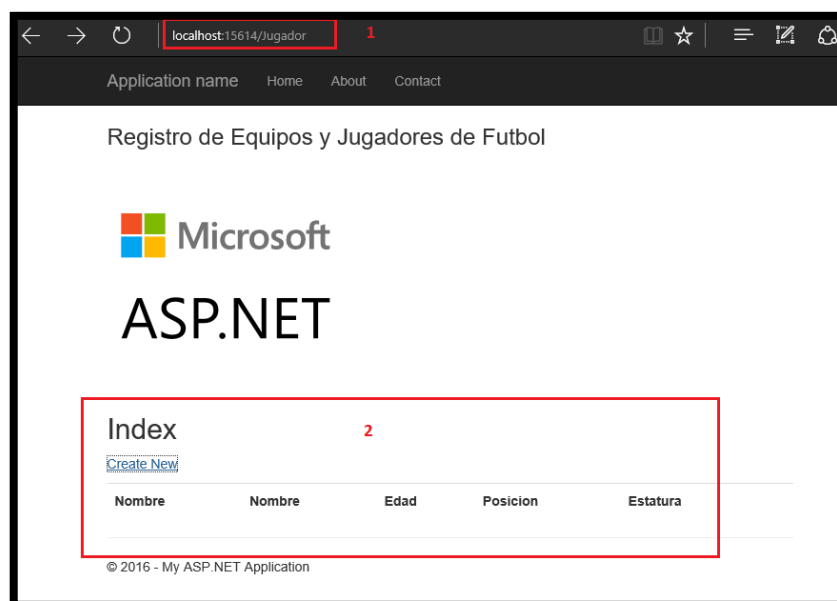 localhost:15614/Jugador 1
Application name Home About Contact
Registro de Equipos y Jugadores de Futbol
Microsoft
ASP.NET
Index 2
Create New
Nombre Nombre Edad Posicion Estatura
© 2016 - My ASP.NET Application